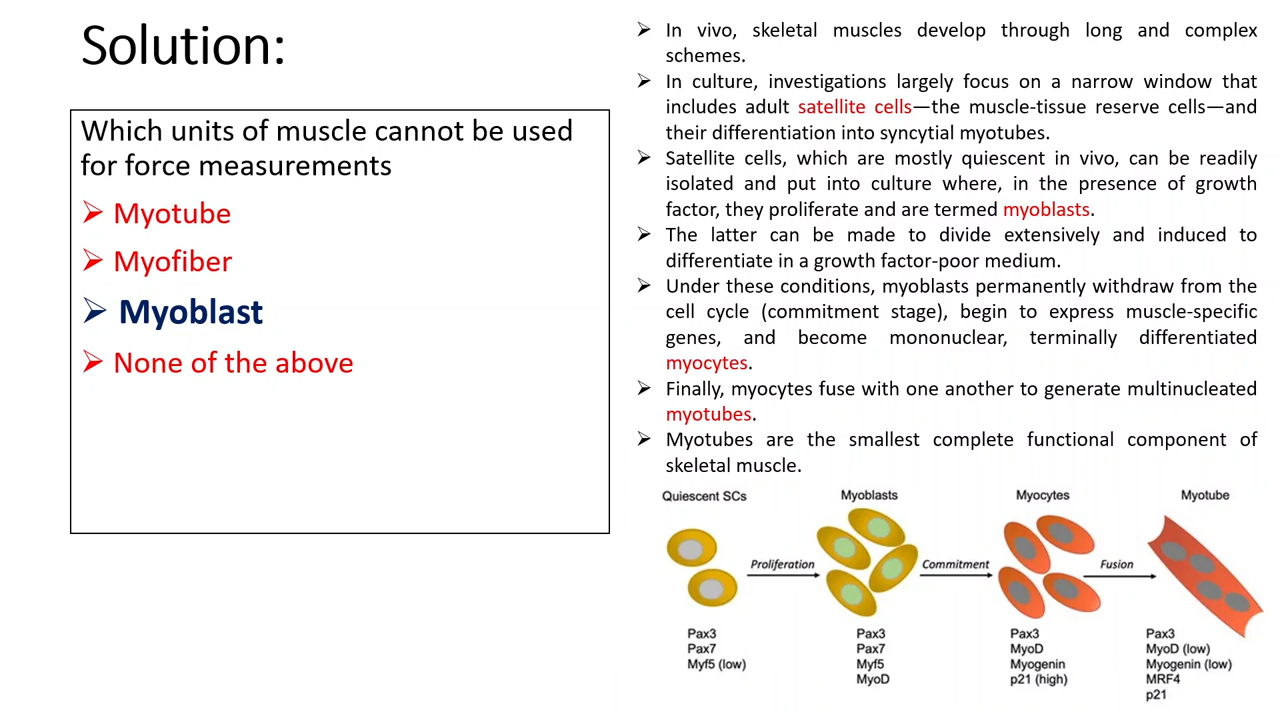 Solution:
Which units of muscle cannot be used
for force measurements
➢ Myotube
➢ Myofiber
➢ Myoblast
➢ None of the above
➢ In vivo, skeletal muscles develop through long and complex
schemes.
➢ In culture, investigations largely focus on a narrow window that
includes adult satellite cells—the muscle-tissue reserve cells—and
their differentiation into syncytial myotubes.
➢ Satellite cells, which are mostly quiescent in vivo, can be readily
isolated and put into culture where, in the presence of growth
factor, they proliferate and are termed myoblasts.
➢ The latter can be made to divide extensively and induced to
differentiate in a growth factor-poor medium.
➢ Under these conditions, myoblasts permanently withdraw from the
cell cycle (commitment stage), begin to express muscle-specific
genes, and become mononuclear, terminally differentiated
myocytes.
➢ Finally, myocytes fuse with one another to generate multinucleated
myotubes.
➢ Myotubes are the smallest complete functional component of
skeletal muscle.
Quiescent SCs
Myoblasts
Myocytes
Myotube
Proliferation
Commitment
Fusion
Pax3
Pax7
Myf5 (low)
Pax3
Pax7
Myf5
MyoD
Pax3
MyoD
Myogenin
p21 (high)
Pax3
MyoD (low)
Myogenin (low)
MRF4
p21